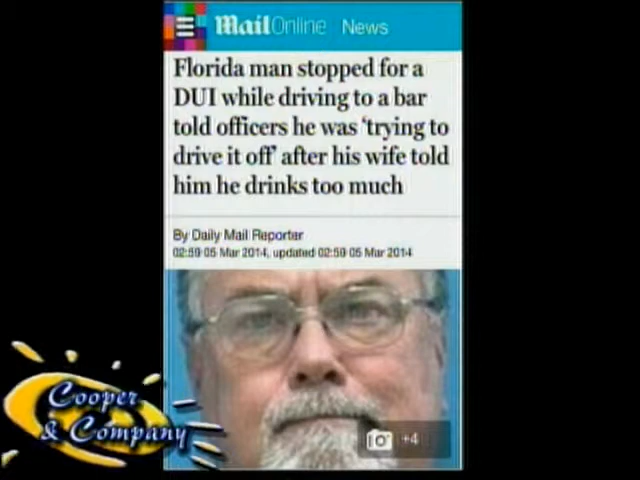 Mail Online News
Florida man stopped for a
DUI while driving to a bar
told officers he was 'trying to
drive it off' after his wife told
him he drinks too much
By Daily Mail Reporter
02:59 05 Mar 2014, updated 02:59 05 Mar 2014
+4
Cooper
& Company